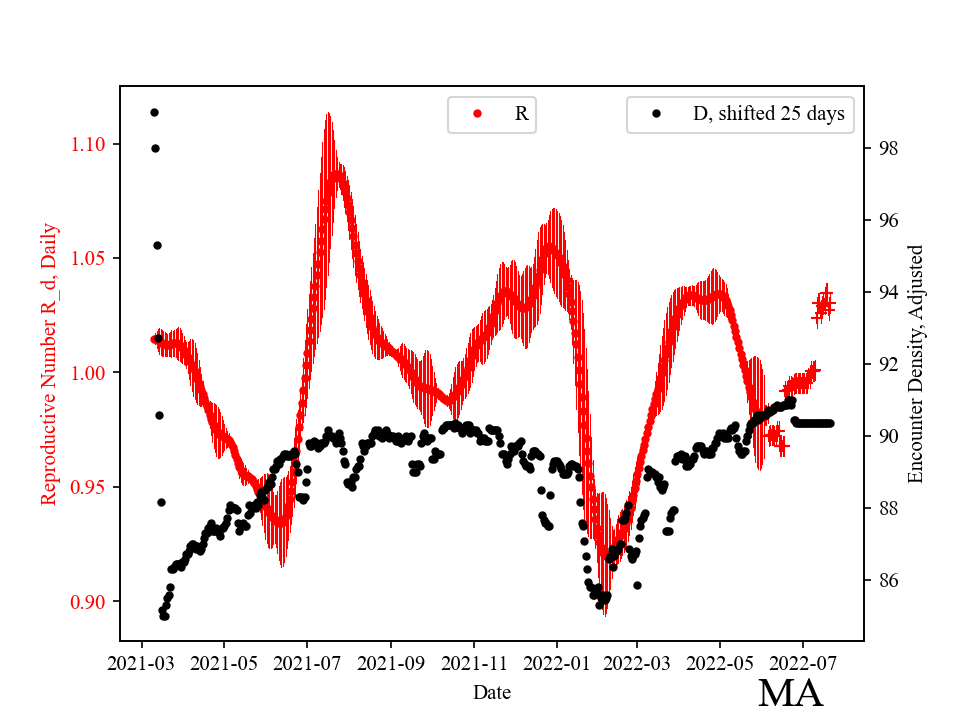 R
D, shifted 25 days
Reproductive Number R_d, Daily
1.10
1.05
1.00
0.95
0.90
98
96
94
92
90
88
86
Encounter Density, Adjusted
2021-03 2021-05 2021-07 2021-09 2021-11 2022-01 2022-03 2022-05 2022-07
Date
MA